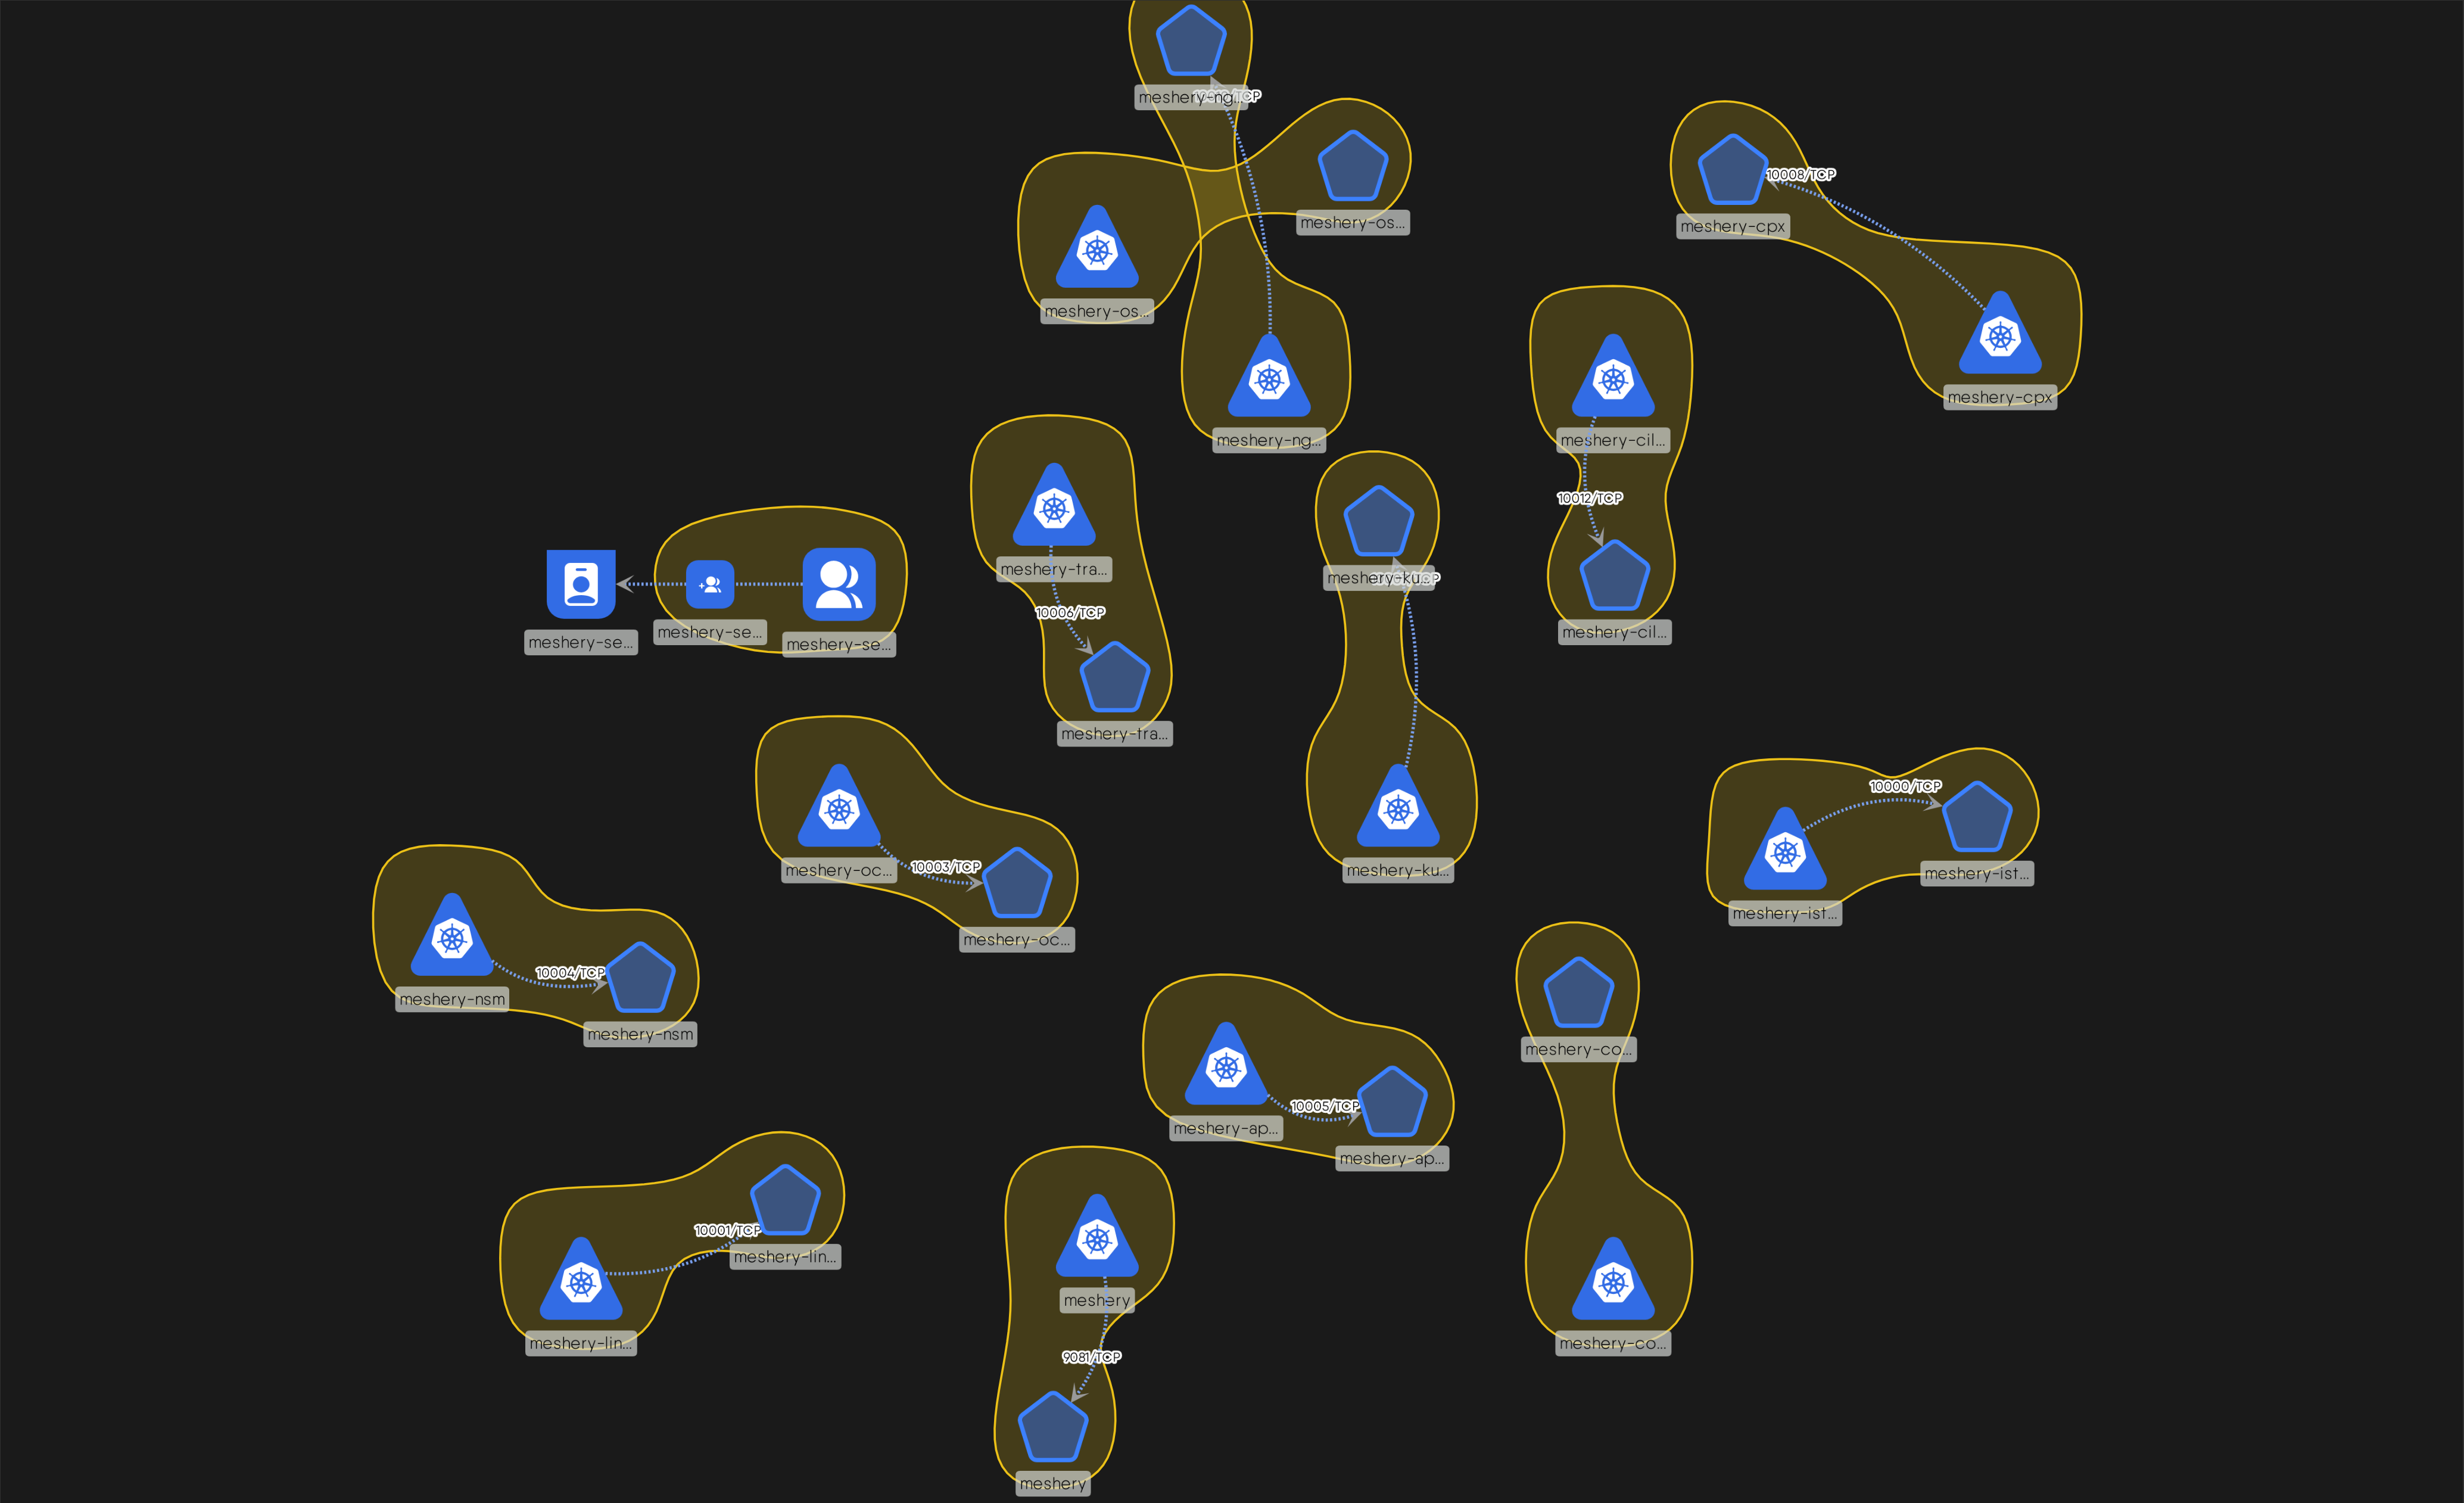 meshery-ng...
meshery-os...
meshery-os...
10008/TCP
meshery-cpx
meshery-cpx
meshery-ng...
meshery-cil...
10012/TCP
meshery-cil...
meshery-tra...
10006/TCP
meshery-tra...
meshery-ku...
meshery-ku...
meshery-se...
meshery-se...
meshery-se...
meshery-oc...
10003/TCP
meshery-oc...
10000/TCP
meshery-ist...
meshery-ist...
meshery-nsm
10004/TCP
meshery-nsm
meshery-co...
meshery-co...
meshery-ap...
10005/TCP
meshery-ap...
10001/TCP
meshery-lin...
meshery-lin...
meshery
9081/TCP
meshery